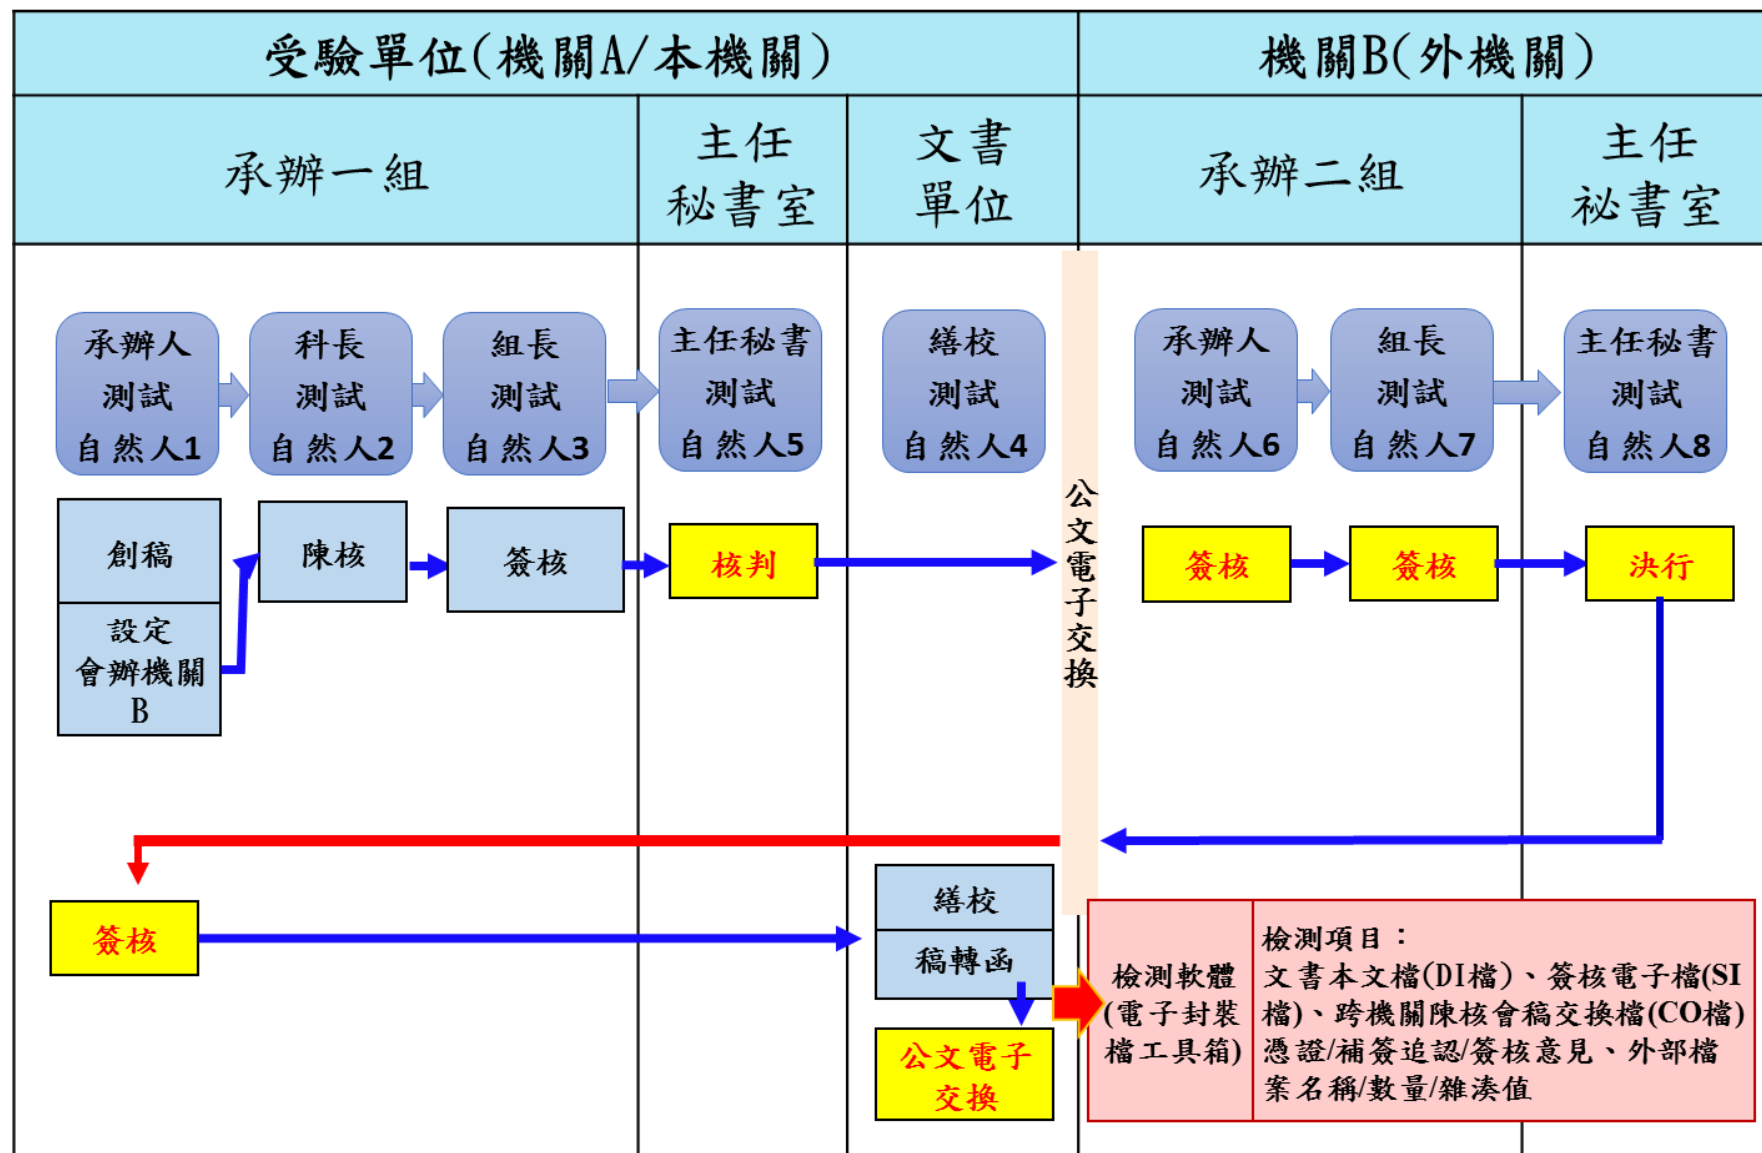 受驗單位(機關A/本機關)
機關B(外機關)
承辦一組
主任
秘書室
文書
單位
承辦二組
主任
祕書室
承辦人
測試
自然人1
科長
測試
自然人2
組長
測試
自然人3
主任秘書
測試
自然人5
繕校
測試
自然人4
承辦人
測試
自然人6
組長
測試
自然人7
主任秘書
測試
自然人8
創稿
設定
會辦機關
B
陳核
簽核
核判
公文電子交換
簽核
簽核
決行
簽核
繕校
稿轉函
公文電子
交換
檢測軟體
(電子封裝
檔工具箱)
檢測項目：
文書本文檔(DI檔)、簽核電子檔(SI
檔)、跨機關陳核會稿交換檔(CO檔)
憑證/補簽追認/簽核意見、外部檔
案名稱/數量/雜湊值